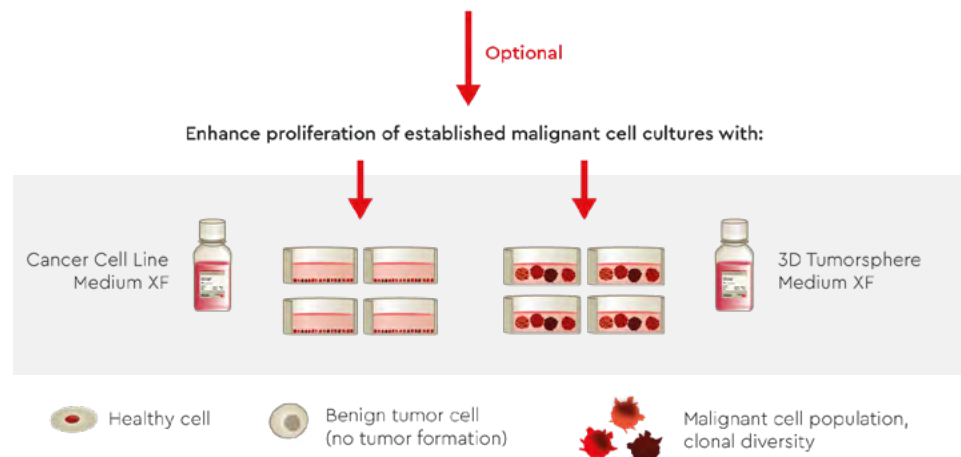 Optional
Enhance proliferation of established malignant cell cultures with:
Cancer Cell Line
Medium XF
3D Tumorsphere
Medium XF
Healthy cell
Benign tumor cell
(no tumor formation)
Malignant cell population,
clonal diversity